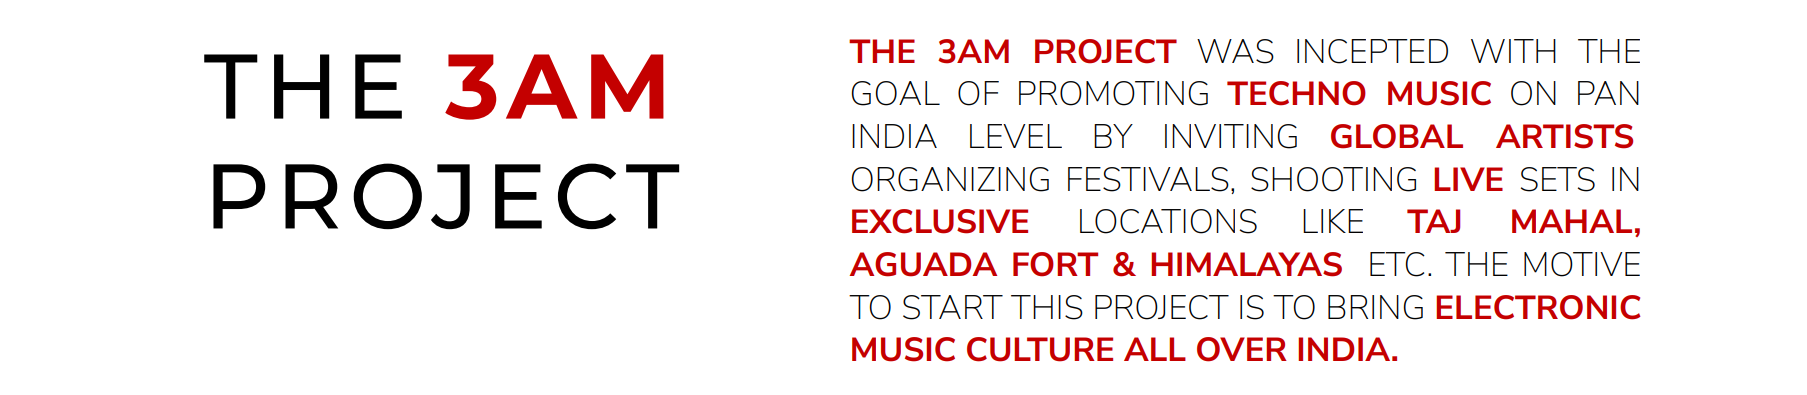 THE 3AM
PROJECT
THE 3AM PROJECT WAS INCEPTED WITH THE
GOAL OF PROMOTING TECHNO MUSIC ON PAN
INDIA LEVEL BY INVITING GLOBAL ARTISTS
ORGANIZING FESTIVALS, SHOOTING LIVE SETS IN
EXCLUSIVE LOCATIONS LIKE TAJ MAHAL,
AGUADA FORT & HIMALAYAS ETC. THE MOTIVE
TO START THIS PROJECT IS TO BRING ELECTRONIC
MUSIC CULTURE ALL OVER INDIA.